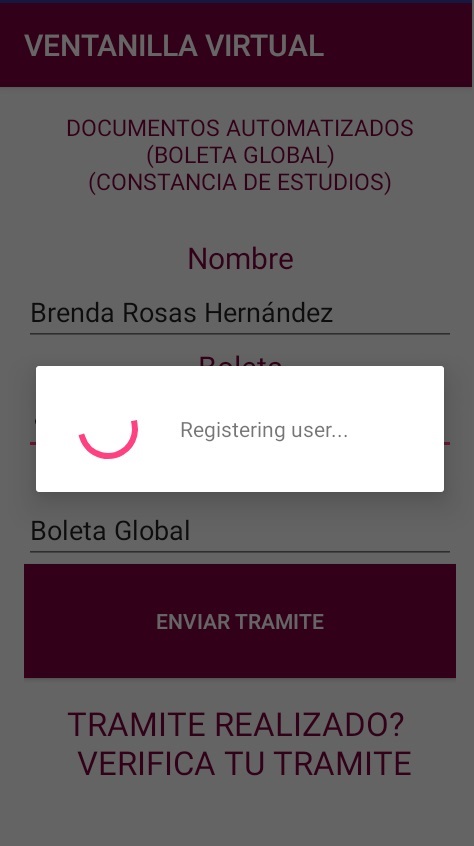 VENTANILLA VIRTUAL
DOCUMENTOS AUTOMATIZADOS
(BOLETA GLOBAL)
(CONSTANCIA DE ESTUDIOS)
Nombre
Brenda Rosas Hernández
Boleta
Registering user...
Boleta Global
ENVIAR TRAMITE
TRAMITE REALIZADO?
VERIFICA TU TRAMITE